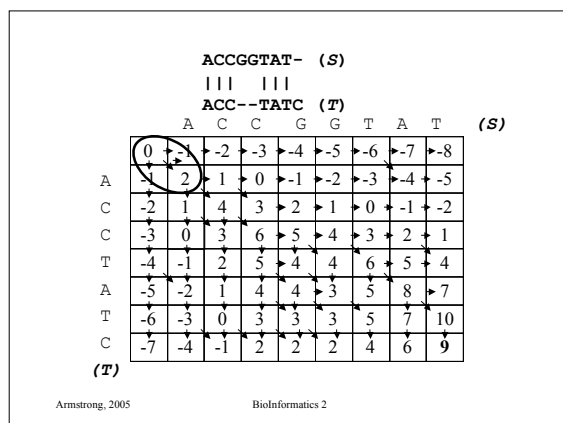 ACCGGTAT- (S)
||| |||
ACC--TATC (T)
A C C G G T A T (S)
0 -1 -2 -3 -4 -5 -6 -7 -8
A -1 2 1 0 -1 -2 -3 -4 -5
C -2 1 4 3 2 1 0 -1 -2
C -3 0 3 6 5 4 3 2 1
T -4 -1 2 5 4 4 6 5 4
A -5 -2 1 4 4 3 5 8 7
T -6 -3 0 3 3 3 5 7 10
C -7 -4 -1 2 2 2 4 6 9
(T)
Armstrong, 2005 BioInformatics 2